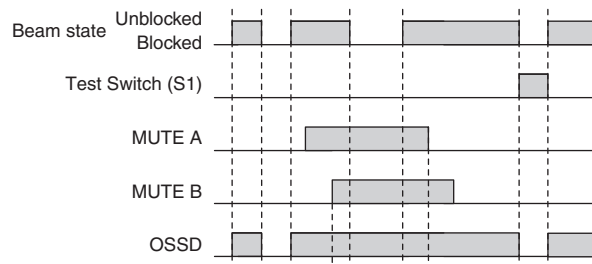 Beam state Unblocked
Blocked
Test Switch (S1)
MUTE A
MUTE B
OSSD